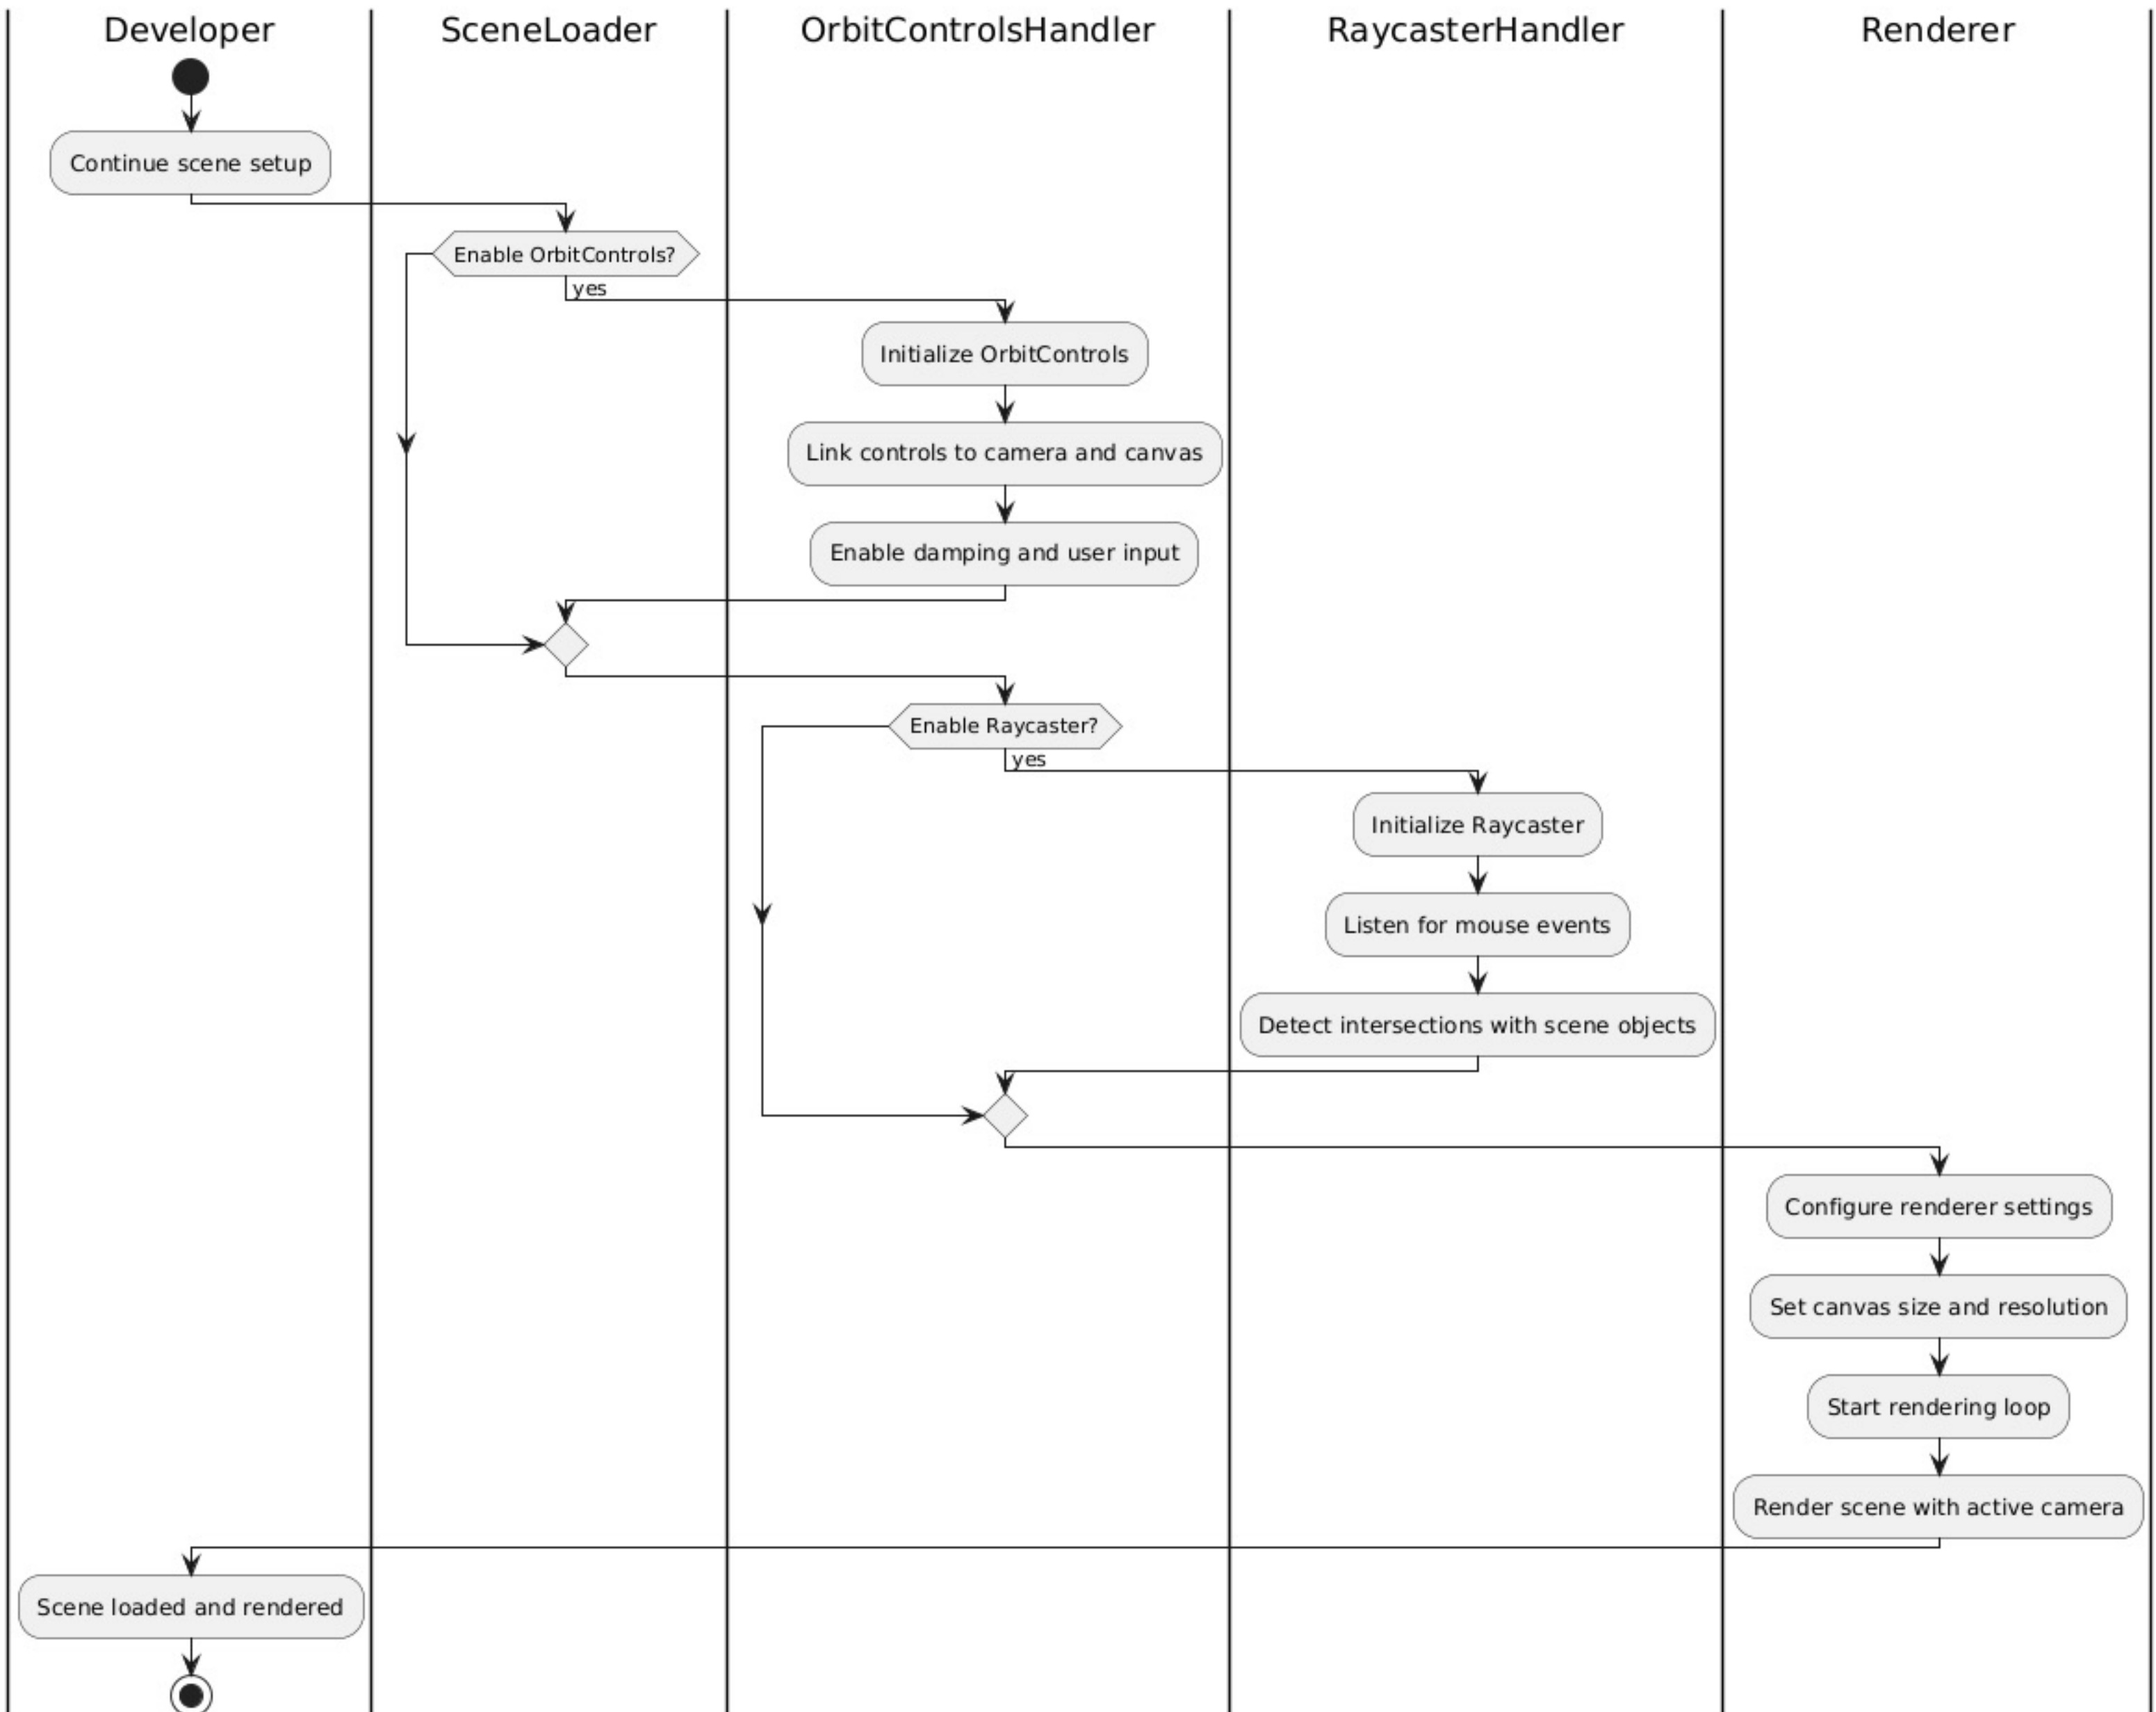 Developer
SceneLoader
OrbitControlsHandler
RaycasterHandler
Renderer
Continue scene setup
Enable OrbitControls?
yes
Initialize OrbitControls
Link controls to camera and canvas
Enable damping and user input
Enable Raycaster?
yes
Initialize Raycaster
Listen for mouse events
Detect intersections with scene objects
Configure renderer settings
Set canvas size and resolution
Start rendering loop
Render scene with active camera
Scene loaded and rendered